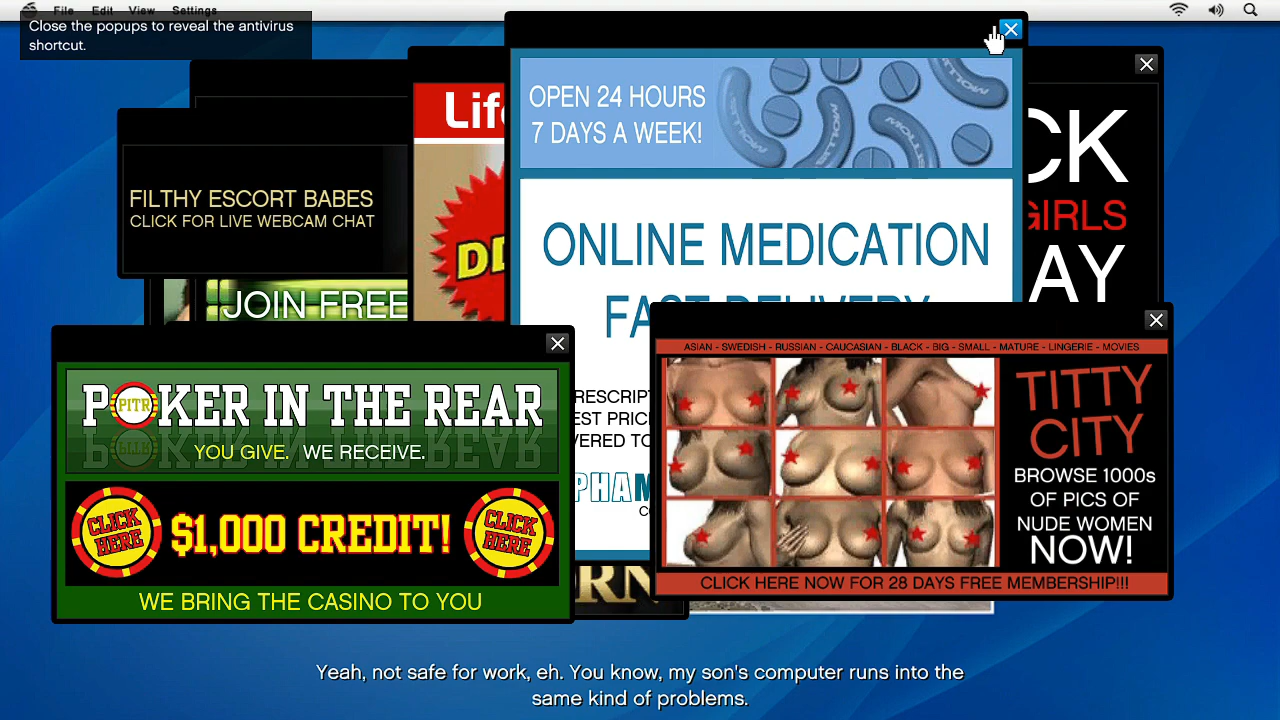 File Edit View Settings
Close the popups to reveal the antivirus
shortcut.
OPEN 24 HOURS
7 DAYS A WEEK!
ONLINE MEDICATION
FAST DELIVERY
CK
GIRLS
AY
Life
FILTHY ESCORT BABES
CLICK FOR LIVE WEBCAM CHAT
JOIN FREE
POKER IN THE REAR
PITR
YOU GIVE. WE RECEIVE.
CLICK
HERE
$1,000 CREDIT!
CLICK
HERE
WE BRING THE CASINO TO YOU
ASIAN - SWEDISH - RUSSIAN - CAUCASIAN - BLACK - BIG - SMALL - MATURE - LINGERIE - MOVIES
TITTY
CITY
BROWSE 1000s
OF PICS OF
NUDE WOMEN
NOW!
CLICK HERE NOW FOR 28 DAYS FREE MEMBERSHIP!!!
Yeah, not safe for work, eh. You know, my son's computer runs into the
same kind of problems.